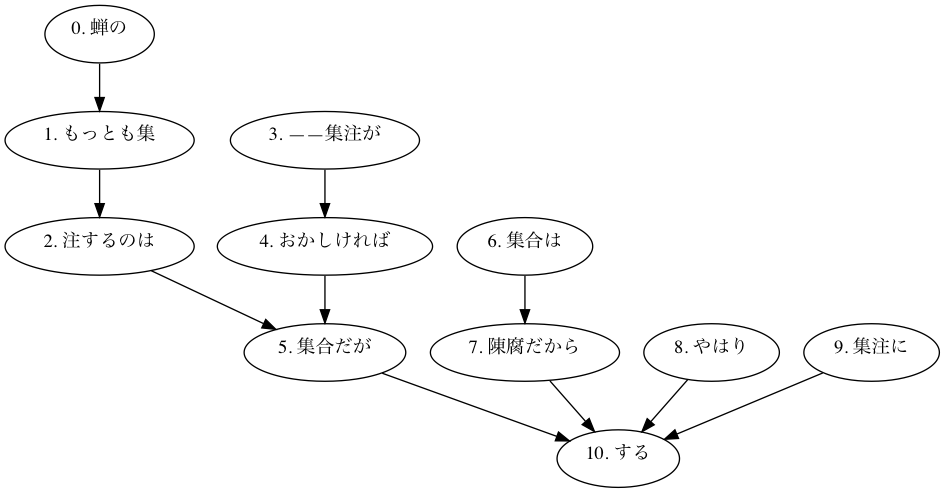 0. 蝉の
1. もっとも集
3. ――集注が
2. 注するのは
4. おかしければ
6. 集合は
5. 集合だが
7. 陳腐だから
8. やはり
9. 集注に
10. する